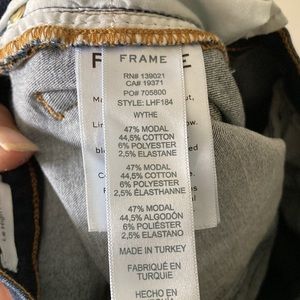 FRAME
RN# 139021
CA# 19371
PO# 705800
STYLE: LHF184
WYTHE
47% MODAL
44,5% COTTON
6% POLYESTER
2,5% ELASTANE
47% MODAL
44,5% COTTON
6% POLYESTER
2,5% ÉLASTHANNE
47% MODAL
44,5% ALGODÓN
6% POLIÉSTER
2,5% ELASTANO
MADE IN TURKEY
FABRIQUÉ EN
TURQUIE
HECHO EN